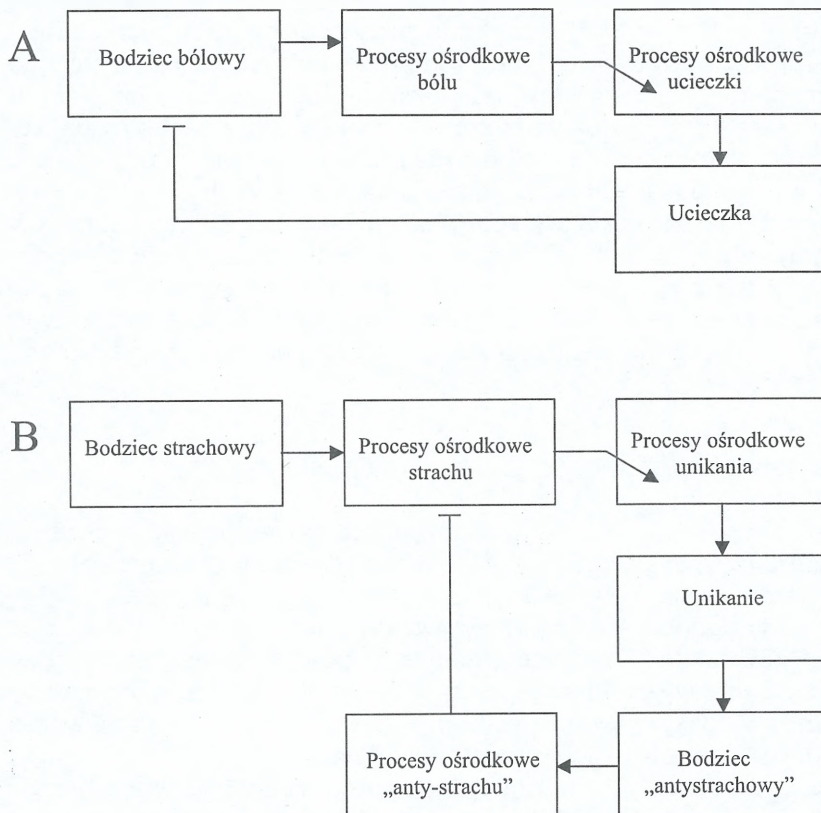 A
Bodziec bólowy
Procesy ośrodkowe
bólu
Procesy ośrodkowe
ucieczki
Ucieczka
B
Bodziec strachowy
Procesy ośrodkowe
strachu
Procesy ośrodkowe
unikania
Unikanie
Procesy ośrodkowe
„anty-strachu”
Bodziec
„antystrachowy”